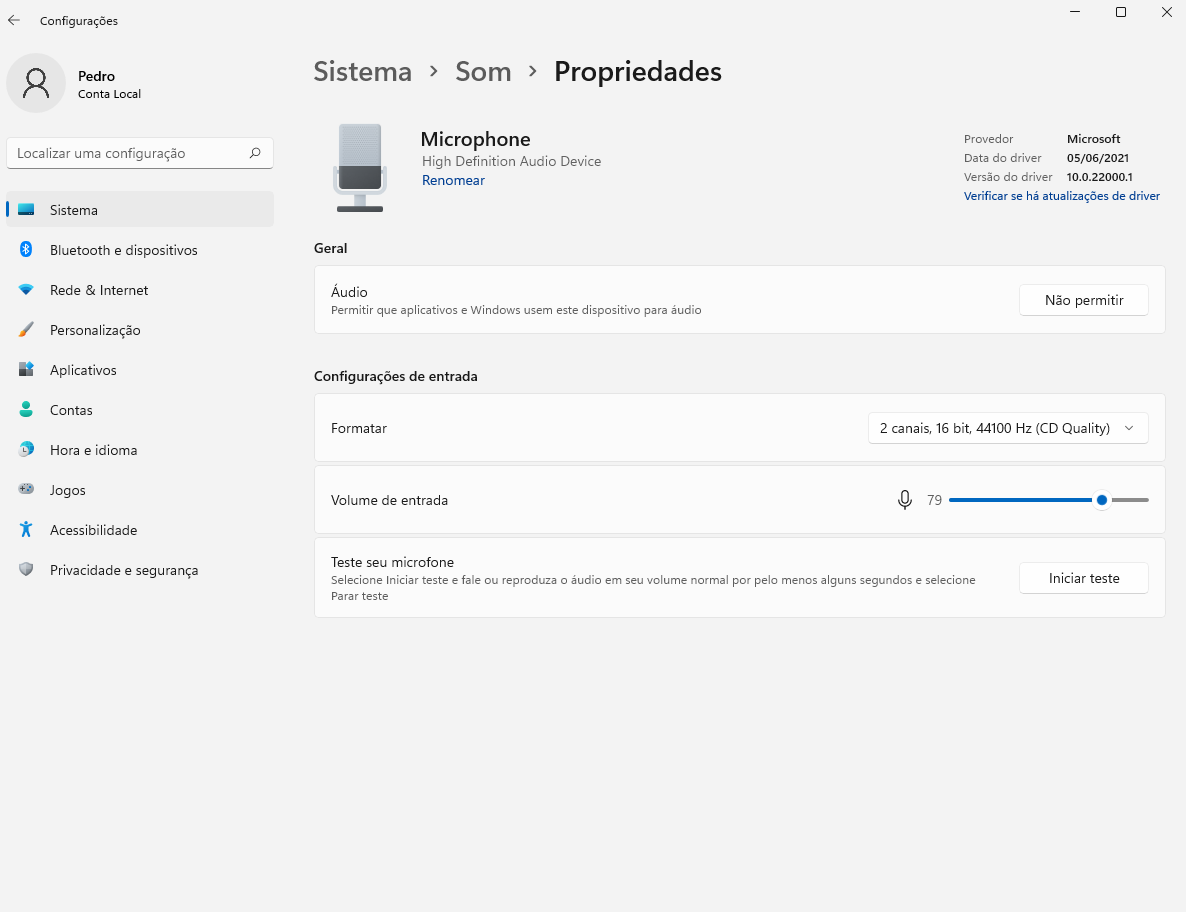 Configurações
Pedro
Conta Local
Localizar uma configuração
Sistema
Bluetooth e dispositivos
Rede & Internet
Personalização
Aplicativos
Contas
Hora e idioma
Jogos
Acessibilidade
Privacidade e segurança
Sistema › Som › Propriedades
Microphone
High Definition Audio Device
Renomear
Provedor Microsoft
Data do driver 05/06/2021
Versão do driver 10.0.22000.1
Verificar se há atualizações de driver
Geral
Áudio
Permitir que aplicativos e Windows usem este dispositivo para áudio
Não permitir
Configurações de entrada
Formatar
2 canais, 16 bit, 44100 Hz (CD Quality)
Volume de entrada
79
Teste seu microfone
Selecione Iniciar teste e fale ou reproduza o áudio em seu volume normal por pelo menos alguns segundos e selecione
Parar teste
Iniciar teste